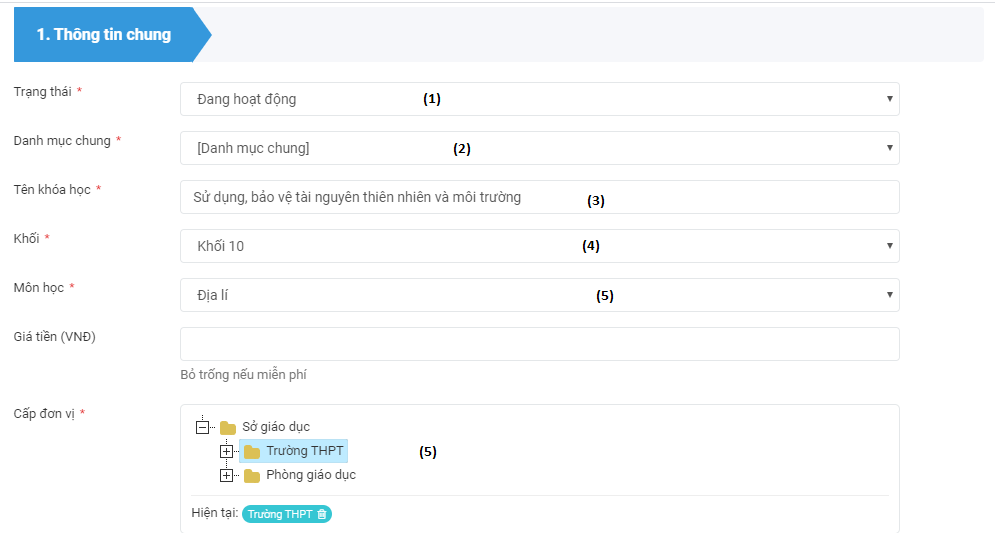 1. Thông tin chung
Trạng thái * Đang hoạt động (1)
Danh mục chung * [Danh mục chung] (2)
Tên khóa học * Sử dụng, bảo vệ tài nguyên thiên nhiên và môi trường (3)
Khối * Khối 10 (4)
Môn học * Địa lí (5)
Giá tiền (VNĐ)
Bỏ trống nếu miễn phí
Cấp đơn vị *
Sở giáo dục
Trường THPT (5)
Phòng giáo dục
Hiện tại: Trường THPT